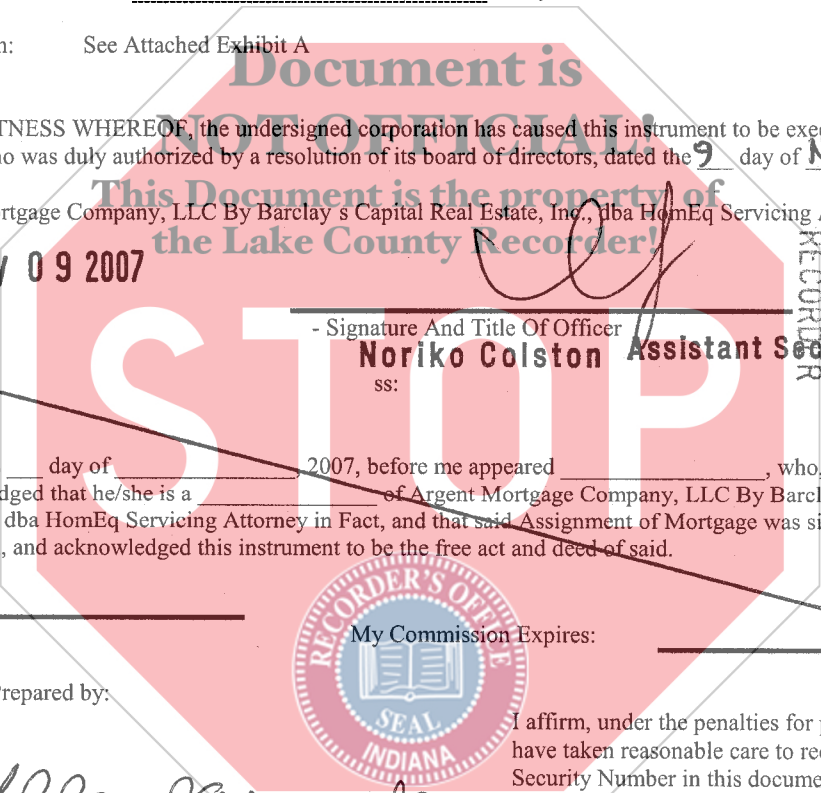 n: See Attached Exhibit A
Document is
NOT OFFICIAL!
TNESS WHEREOF, the undersigned corporation has caused this instrument to be exe
o was duly authorized by a resolution of its board of directors, dated the 9 day of N
This Document is the property of
rtgage Company, LLC By Barclay s Capital Real Estate, Inc., dba HomEq Servicing A
the Lake County Recorder!
V 09 2007
RECORDER
- Signature And Title Of Officer
Noriko Colston Assistant Sec
ss:
STOP
day of , 2007, before me appeared , who,
dged that he/she is a of Argent Mortgage Company, LLC By Barcl
dba HomEq Servicing Attorney in Fact, and that said Assignment of Mortgage was si
, and acknowledged this instrument to be the free act and deed of said.
RECORDER'S OFFICE
My Commission Expires:
SEAL
INDIANA
Prepared by:
I affirm, under the penalties for p
have taken reasonable care to re
Security Number in this docume